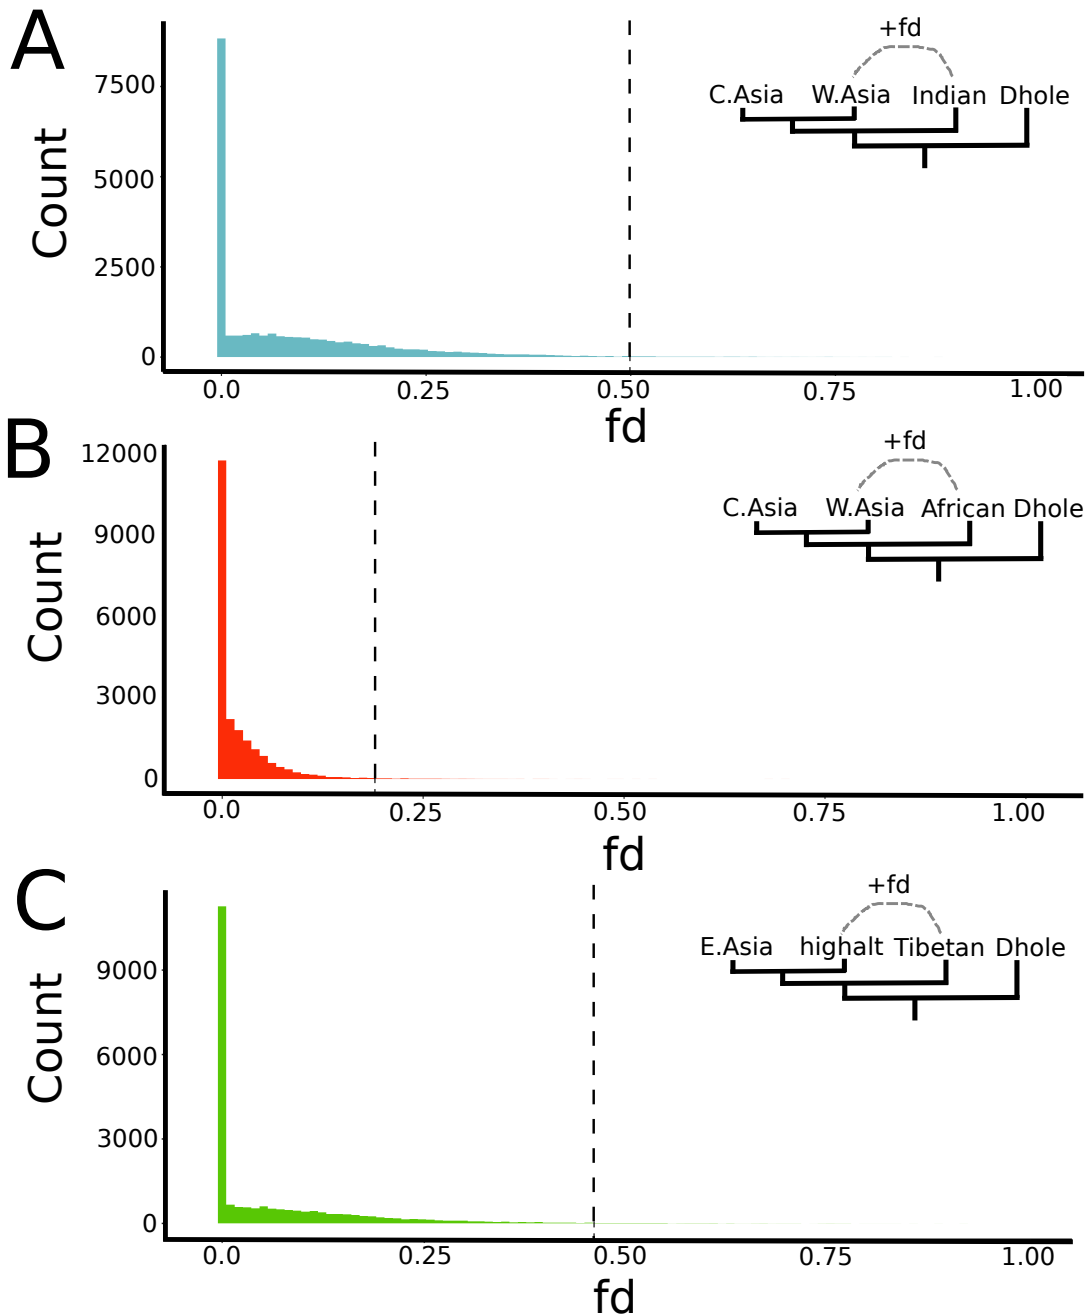 A
+fd
C.Asia W.Asia Indian Dhole
Count
7500
5000
2500
0
0.0 0.25 0.50 0.75 1.00
fd
B
+fd
C.Asia W.Asia African Dhole
Count
12000
9000
6000
3000
0
0.0 0.25 0.50 0.75 1.00
fd
C
+fd
E.Asia highalt Tibetan Dhole
Count
9000
6000
3000
0
0.0 0.25 0.50 0.75 1.00
fd